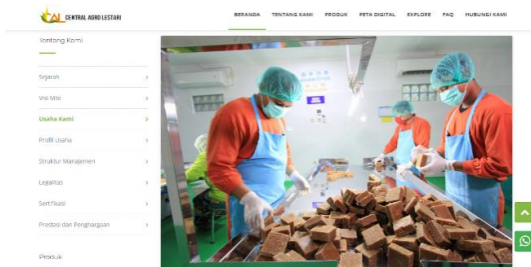 CENTRAL AGRO LESTARI
BERANDA TENTANG KAMI PRODUK PETA DIGITAL EXPLORE FAQ HUBUNGI KAMI
Tentang Kami
Sejarah
Visi Misi
Usaha Kami
Profil Usaha
Struktur Manajemen
Legalitas
Sertifikasi
Prestasi dan Penghargaan
Produk